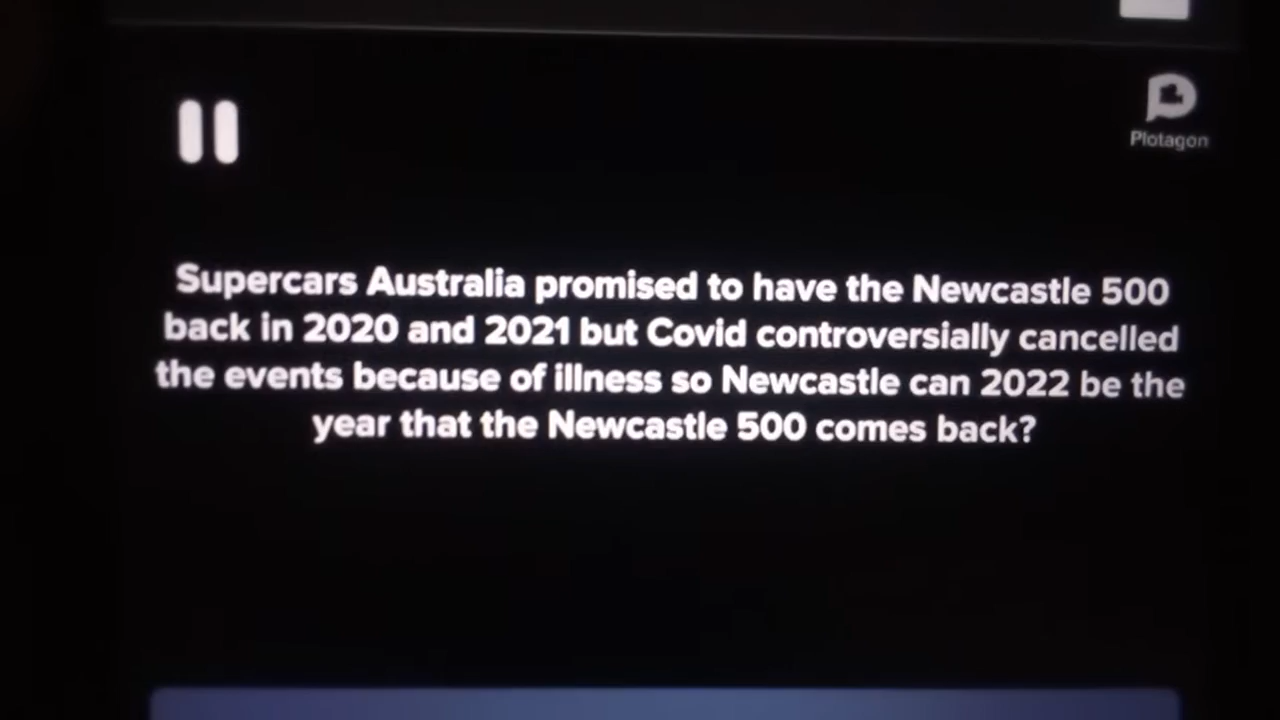 Plotagon
Supercars Australia promised to have the Newcastle 500
back in 2020 and 2021 but Covid controversially cancelled
the events because of illness so Newcastle can 2022 be the
year that the Newcastle 500 comes back?